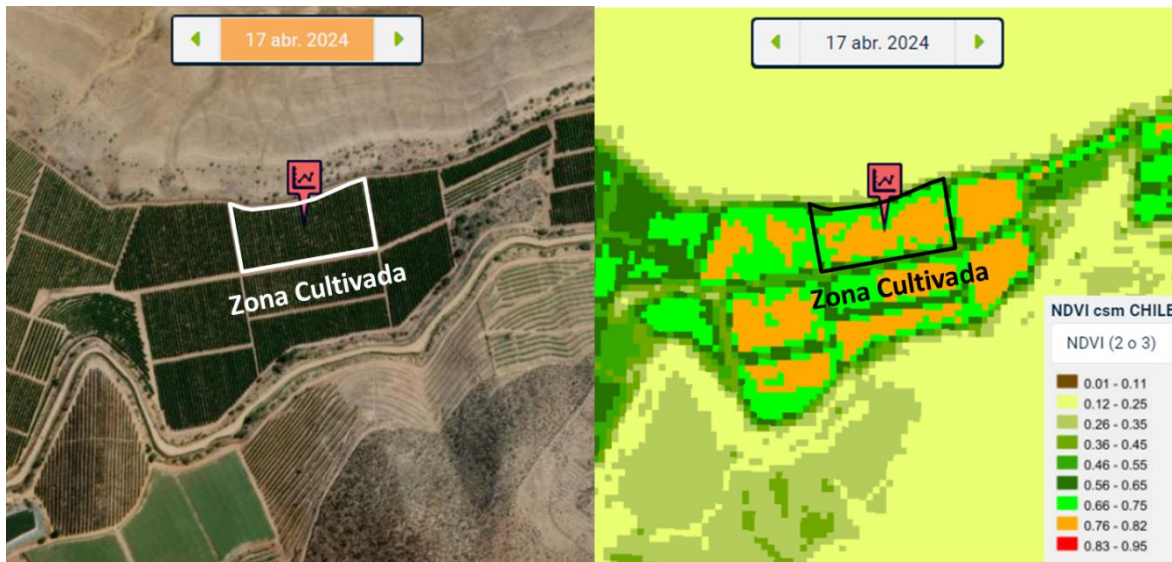 17 abr. 2024
Zona Cultivada
17 abr. 2024
Zona Cultivada
NDVI csm CHILE
NDVI (2 o 3)
0.01 - 0.11
0.12 - 0.25
0.26 - 0.35
0.36 - 0.45
0.46 - 0.55
0.56 - 0.65
0.66 - 0.75
0.76 - 0.82
0.83 - 0.95